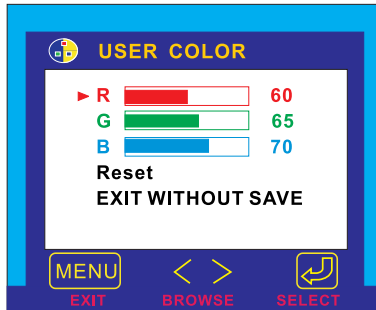 USER COLOR
R 60
G 65
B 70
Reset
EXIT WITHOUT SAVE
MENU < >
EXIT BROWSE SELECT